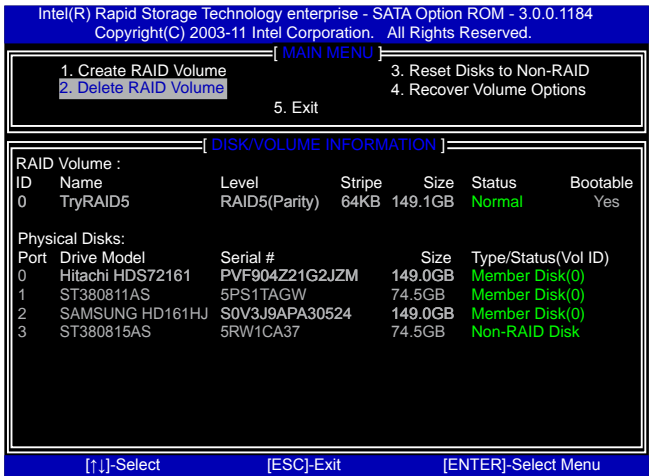 Intel(R) Rapid Storage Technology enterprise - SATA Option ROM - 3.0.0.1184
Copyright(C) 2003-11 Intel Corporation. All Rights Reserved.
[ MAIN MENU ]
1. Create RAID Volume 3. Reset Disks to Non-RAID
2. Delete RAID Volume 4. Recover Volume Options
5. Exit
[ DISK/VOLUME INFORMATION ]
RAID Volume :
ID Name Level Stripe Size Status Bootable
0 TryRAID5 RAID5(Parity) 64KB 149.1GB Normal Yes
Physical Disks:
Port Drive Model Serial # Size Type/Status(Vol ID)
0 Hitachi HDS72161 PVF904Z21G2JZM 149.0GB Member Disk(0)
1 ST380811AS 5PS1TAGW 74.5GB Member Disk(0)
2 SAMSUNG HD161HJ S0V3J9APA30524 149.0GB Member Disk(0)
3 ST380815AS 5RW1CA37 74.5GB Non-RAID Disk
[↑↓]-Select [ESC]-Exit [ENTER]-Select Menu